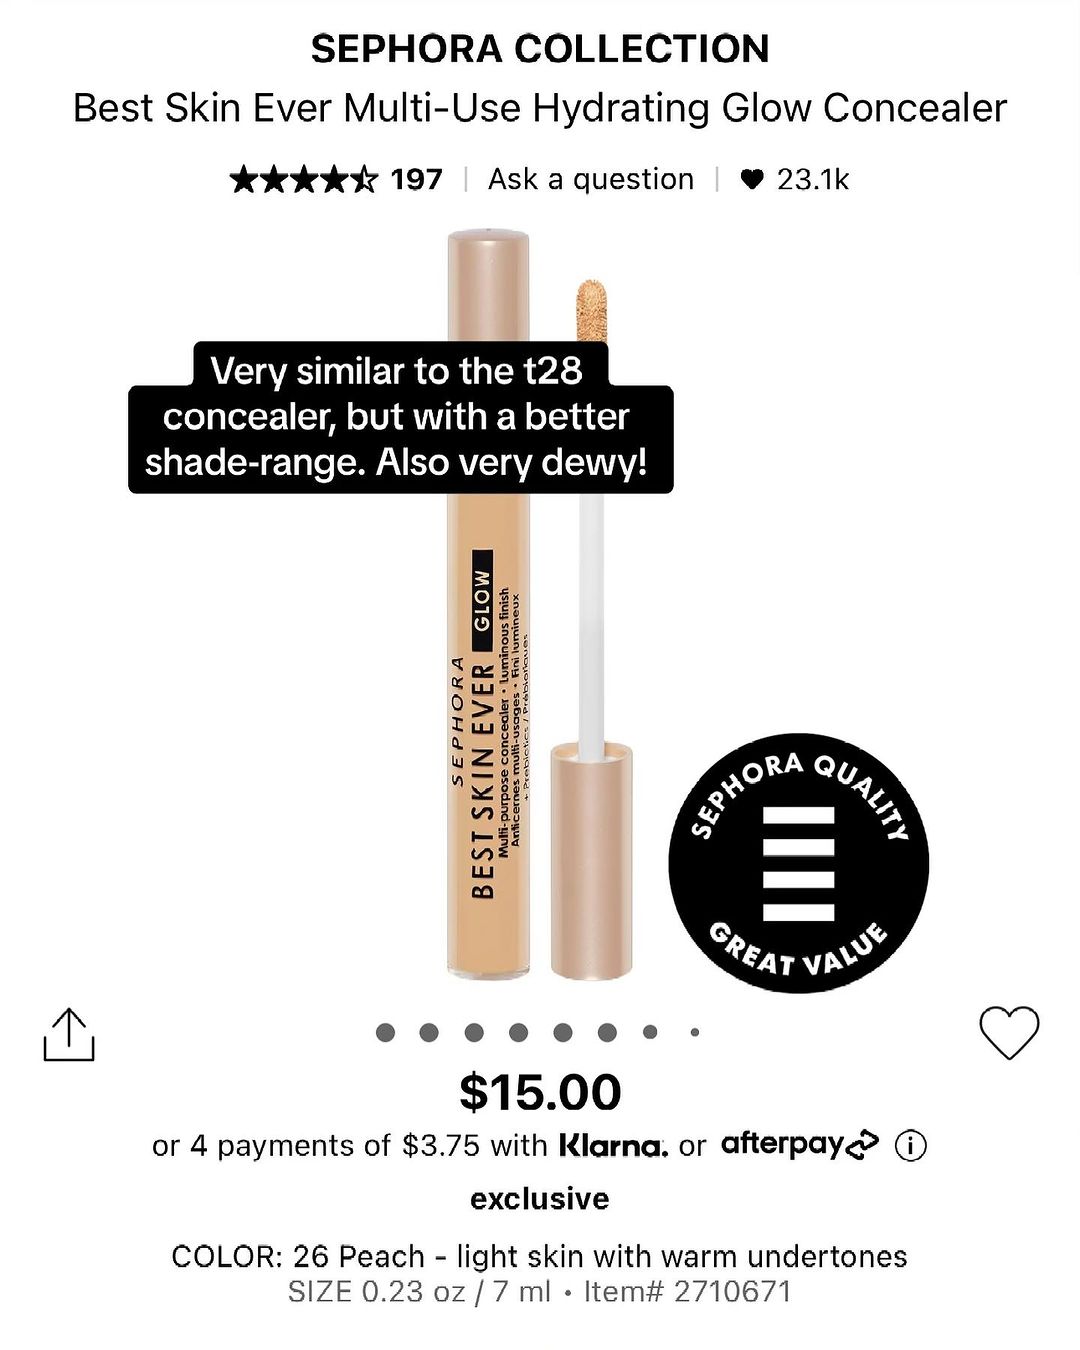 SEPHORA COLLECTION
Best Skin Ever Multi-Use Hydrating Glow Concealer
197 | Ask a question | 23.1k
Very similar to the t28
concealer, but with a better
shade-range. Also very dewy!
SEPHORA
BEST SKIN EVER GLOW
Multi-purpose concealer • Luminous finish
Anticernes multi-usages • Fini lumineux
+ Prebiotics / Prébiotiques
SEPHORA QUALITY
GREAT VALUE
$15.00
or 4 payments of $3.75 with Klarna. or afterpay
exclusive
COLOR: 26 Peach - light skin with warm undertones
SIZE 0.23 oz / 7 ml • Item# 2710671